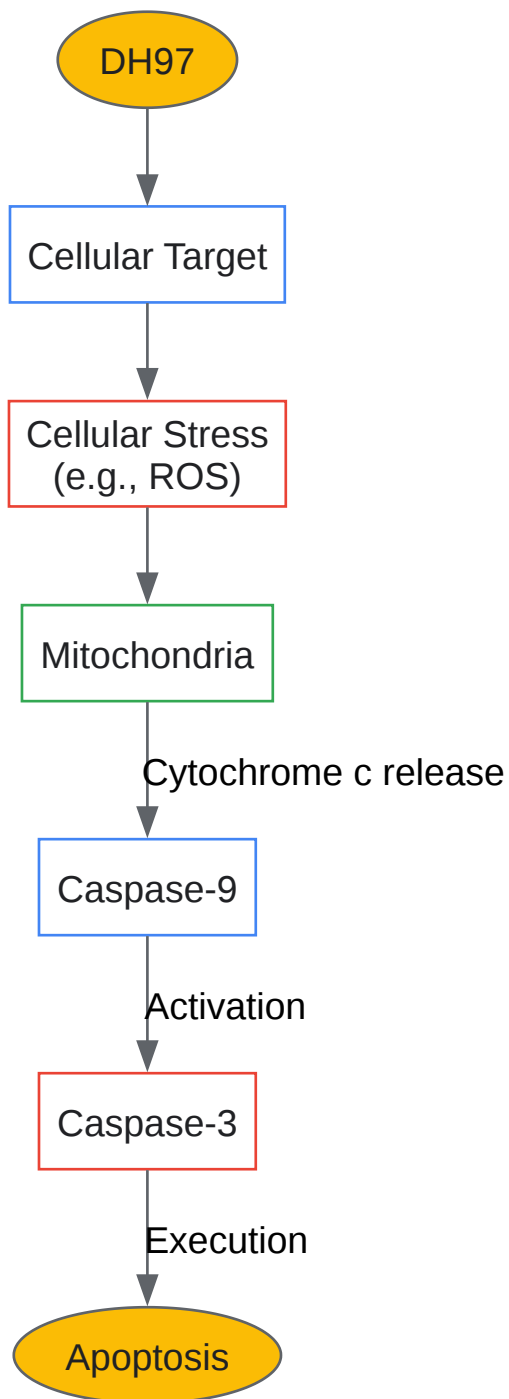 DH97
Cellular Target
Cellular Stress
(e.g., ROS)
Mitochondria
Cytochrome c release
Caspase-9
Activation
Caspase-3
Execution
Apoptosis